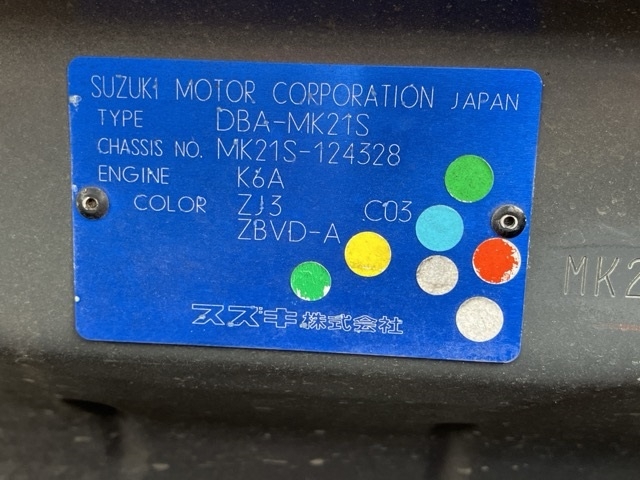 SUZUKI MOTOR CORPORATION JAPAN
TYPE DBA-MK21S
CHASSIS NO. MK21S-124328
ENGINE K6A
COLOR ZJ3 C03
ZBVD-A
スズキ株式会社
MK2